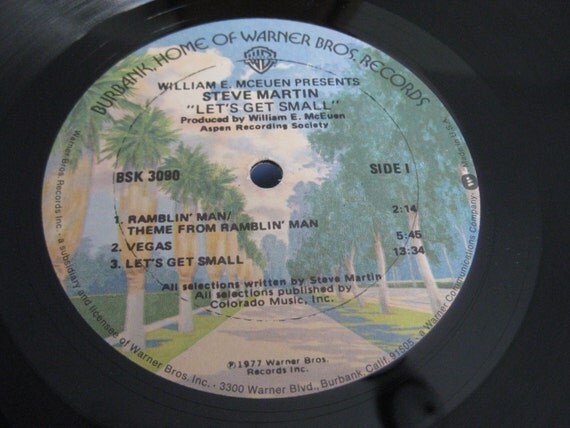 BURBANK, HOME OF WARNER BROS. RECORDS
WILLIAM E. MCEUEN PRESENTS
STEVE MARTIN
"LET'S GET SMALL"
Produced by William E. McEuen
Aspen Recording Society
BSK 3090
SIDE 1
1. RAMBLIN' MAN/
THEME FROM RAMBLIN' MAN 2:14
2. VEGAS 5:45
3. LET'S GET SMALL 13:34
All selections written by Steve Martin
All selections published by
Colorado Music, Inc.
℗1977 Warner Bros.
Records Inc.
Warner Bros. Records Inc. - a subsidiary and licensee of Warner Bros. Inc. - 3300 Warner Blvd., Burbank, Calif. 91505 - a Warner Communications Company